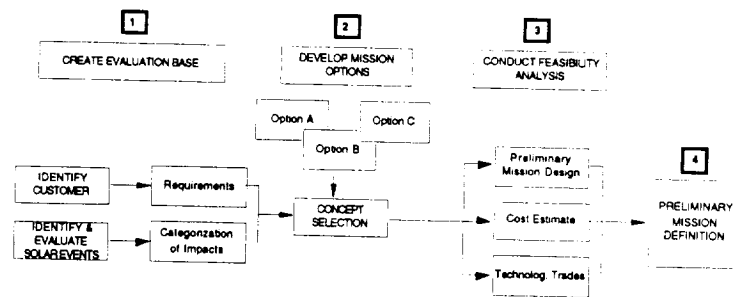 1
CREATE EVALUATION BASE
2
DEVELOP MISSION
OPTIONS
3
CONDUCT FEASIBILITY
ANALYSIS
Option A
Option C
Option B
IDENTIFY
CUSTOMER
Requirements
IDENTIFY &
EVALUATE
SOLAR EVENTS
Categorization
of Impacts
CONCEPT
SELECTION
Preliminary
Mission Design
Cost Estimate
Technolog. Trades
4
PRELIMINARY
MISSION
DEFINITION